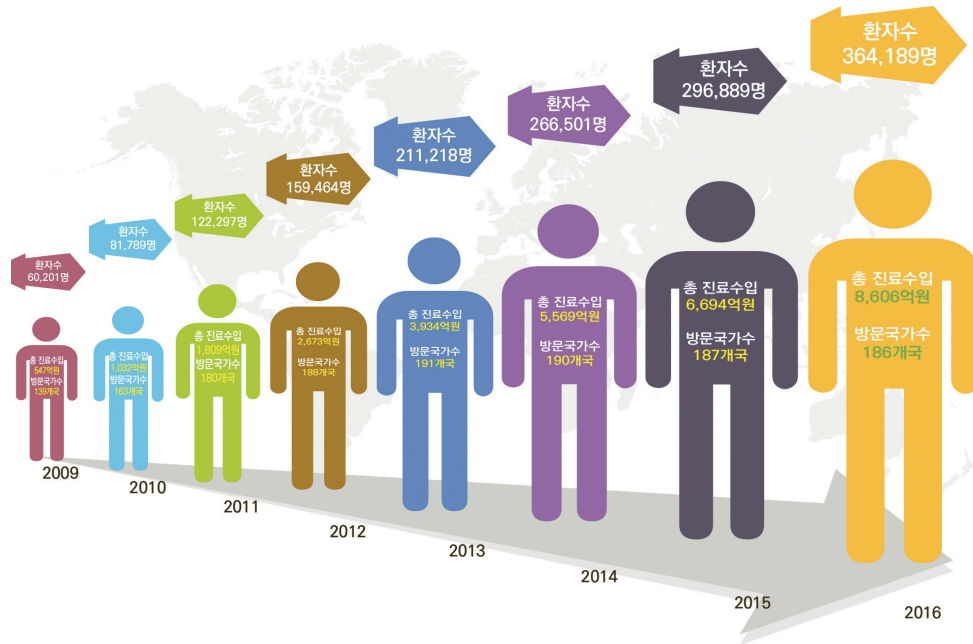 환자수
60,201명
총 진료수입
547억원
방문국가수
139개국
2009
환자수
81,789명
총 진료수입
1,032억원
방문국가수
163개국
2010
환자수
122,297명
총 진료수입
1,809억원
방문국가수
180개국
2011
환자수
159,464명
총 진료수입
2,673억원
방문국가수
188개국
2012
환자수
211,218명
총 진료수입
3,934억원
방문국가수
191개국
2013
환자수
266,501명
총 진료수입
5,569억원
방문국가수
190개국
2014
환자수
296,889명
총 진료수입
6,694억원
방문국가수
187개국
2015
환자수
364,189명
총 진료수입
8,606억원
방문국가수
186개국
2016